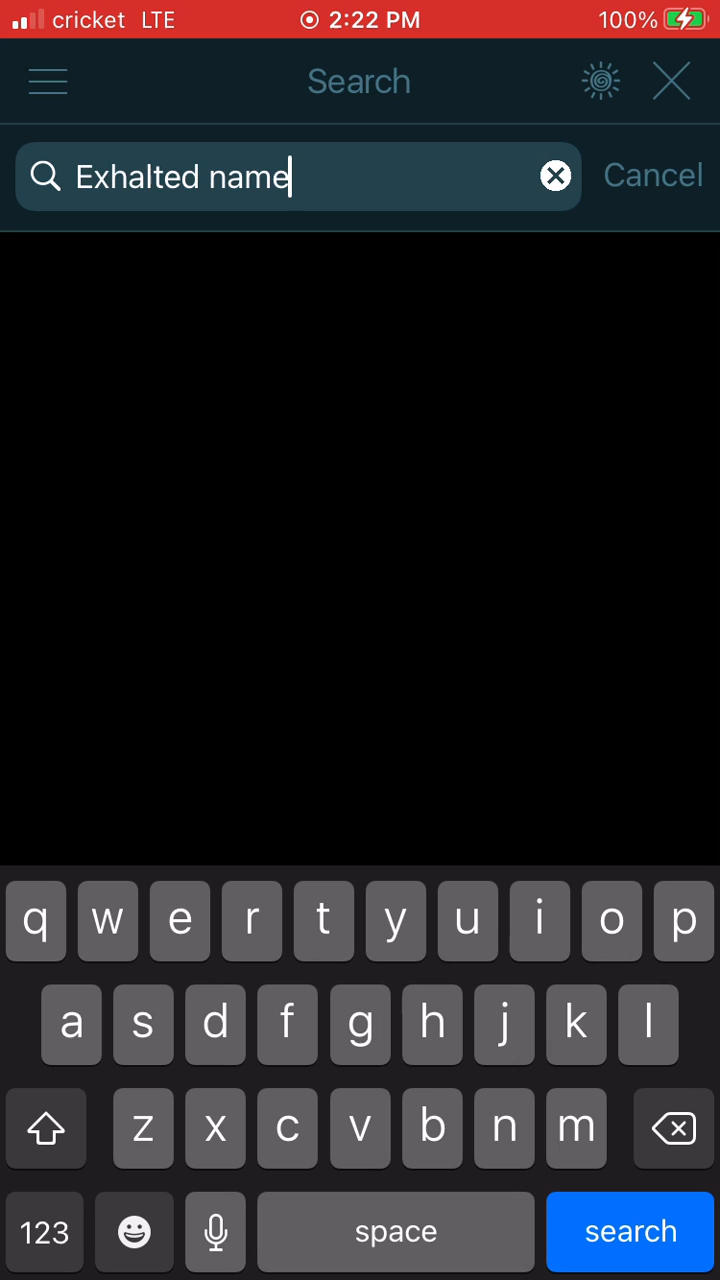 cricket LTE 2:22 PM 100%
Search
Exhalted name Cancel
q w e r t y u i o p
a s d f g h j k l
z x c v b n m
123 space search